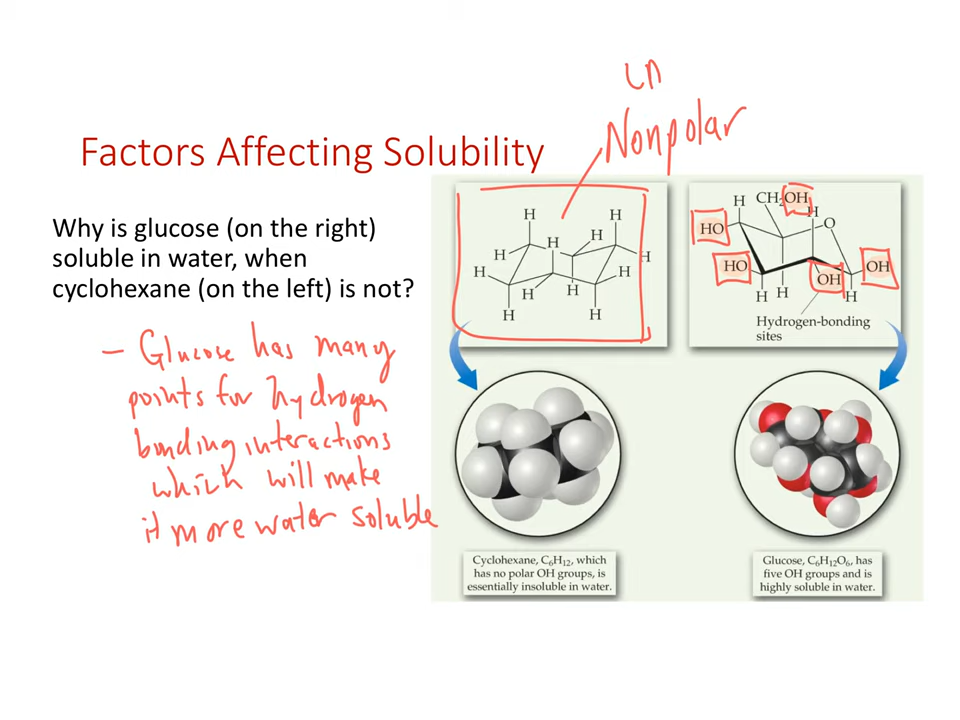 un
Nonpolar
Factors Affecting Solubility
Why is glucose (on the right)
soluble in water, when
cyclohexane (on the left) is not?
– Glucose has many
points for hydrogen
bonding interactions
which will make
it more water soluble
H H
H H H H
H H
H H
H H
H CH₂OH
HO H O
HO OH OH
H H H
Hydrogen-bonding
sites
Cyclohexane, C₆H₁₂, which
has no polar OH groups, is
essentially insoluble in water.
Glucose, C₆H₁₂O₆, has
five OH groups and is
highly soluble in water.